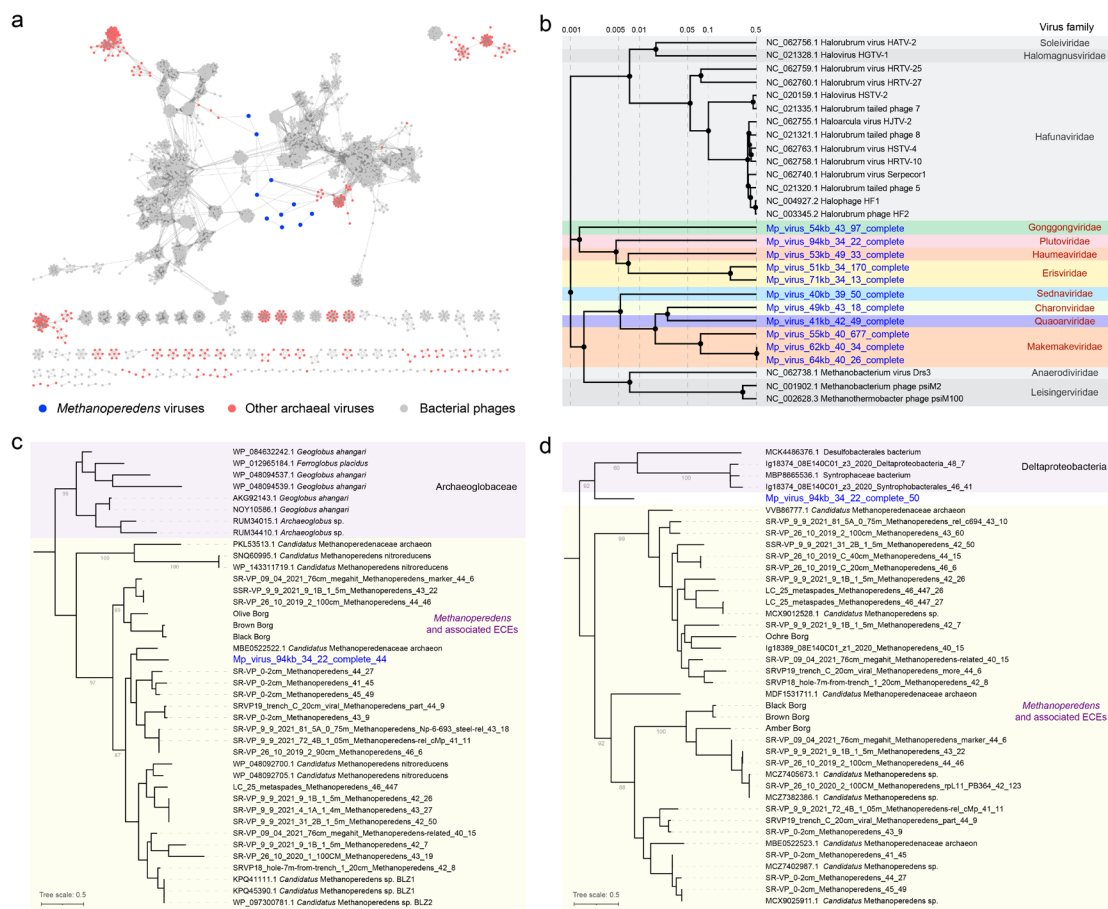 a
Methanoperedens viruses
Other archaeal viruses
Bacterial phages
b
0.001
0.005
0.01
0.05
0.1
0.5
Virus family
NC_062756.1 Halorubrum virus HATV-2
Soleiviridae
NC_021328.1 Halovirus HGTV-1
Halomagnusviridae
NC_062759.1 Halorubrum virus HRTV-25
NC_062760.1 Halorubrum virus HRTV-27
NC_020159.1 Halovirus HSTV-2
NC_021335.1 Halorubrum tailed phage 7
NC_062755.1 Haloarcula virus HJTV-2
NC_021321.1 Halorubrum tailed phage 8
Hafunaviridae
NC_062763.1 Halorubrum virus HSTV-4
NC_062758.1 Halorubrum virus HRTV-10
NC_062740.1 Halorubrum virus Serpecor1
NC_021320.1 Halorubrum tailed phage 5
NC_004927.2 Halophage HF1
NC_003345.2 Halorubrum phage HF2
Mp_virus_54kb_43_97_complete
Gonggongviridae
Mp_virus_94kb_34_22_complete
Plutoviridae
Mp_virus_53kb_49_33_complete
Haumeaviridae
Mp_virus_51kb_34_170_complete
Erisviridae
Mp_virus_71kb_34_13_complete
Mp_virus_40kb_39_50_complete
Sednaviridae
Mp_virus_49kb_43_18_complete
Charonviridae
Mp_virus_41kb_42_49_complete
Quaoarviridae
Mp_virus_55kb_40_677_complete
Mp_virus_62kb_40_34_complete
Makemakeviridae
Mp_virus_64kb_40_26_complete
NC_062738.1 Methanobacterium virus Drs3
Anaerodiviridae
NC_001902.1 Methanobacterium phage psiM2
Leisingerviridae
NC_002628.3 Methanothermobacter phage psiM100
c
WP_084632242.1 Geoglobus ahangari
WP_012965184.1 Ferroglobus placidus
WP_048094537.1 Geoglobus ahangari
WP_048094539.1 Geoglobus ahangari
Archaeoglobaceae
99
AKG92143.1 Geoglobus ahangari
NOY10586.1 Geoglobus ahangari
RUM34015.1 Archaeoglobus sp.
RUM34410.1 Archaeoglobus sp.
PKL53513.1 Candidatus Methanoperedenaceae archaeon
SNQ60995.1 Candidatus Methanoperedens nitroreducens
100
WP_143311719.1 Candidatus Methanoperedens nitroreducens
100
SR-VP_09_04_2021_76cm_megahit_Methanoperedens_marker_44_6
SSR-VP_9_9_2021_9_1B_1_5m_Methanoperedens_43_22
SR-VP_26_10_2019_2_100cm_Methanoperedens_44_46
Olive Borg
Brown Borg
Black Borg
Methanoperedens
and associated ECEs
MBE0522522.1 Candidatus Methanoperedenaceae archaeon
97
Mp_virus_94kb_34_22_complete_44
SR-VP_0-2cm_Methanoperedens_44_27
SR-VP_0-2cm_Methanoperedens_41_45
SR-VP_0-2cm_Methanoperedens_45_49
SRVP19_trench_C_20cm_viral_Methanoperedens_part_44_9
SR-VP_0-2cm_Methanoperedens_43_9
SR-VP_9_9_2021_81_5A_0_75m_Methanoperedens_Np-6-693_steel-rel_43_18
SR-VP_9_9_2021_72_4B_1_05m_Methanoperedens-rel_cMp_41_11
SR-VP_26_10_2019_2_90cm_Methanoperedens_46_6
WP_048092700.1 Candidatus Methanoperedens nitroreducens
WP_048092705.1 Candidatus Methanoperedens nitroreducens
LC_25_metaspades_Methanoperedens_46_447
SR-VP_9_9_2021_9_1B_1_5m_Methanoperedens_42_26
SR-VP_9_9_2021_4_1A_1_4m_Methanoperedens_43_27
SR-VP_9_9_2021_31_2B_1_5m_Methanoperedens_42_50
SR-VP_09_04_2021_76cm_megahit_Methanoperedens-related_40_15
SR-VP_9_9_2021_9_1B_1_5m_Methanoperedens_42_7
SR-VP_26_10_2020_1_100CM_Methanoperedens_43_19
SRVP18_hole-7m-from-trench_1_20cm_Methanoperedens_42_8
KPQ41111.1 Candidatus Methanoperedens sp. BLZ1
KPQ45390.1 Candidatus Methanoperedens sp. BLZ1
WP_097300781.1 Candidatus Methanoperedens sp. BLZ2
Tree scale: 0.5
d
MCK4486376.1 Desulfobacterales bacterium
60
Ig18374_08E140C01_z3_2020_Deltaproteobacteria_48_7
Deltaproteobacteria
MBP8665536.1 Syntrophaceae bacterium
92
Ig18374_08E140C01_z3_2020_Syntrophobacterales_46_41
Mp_virus_94kb_34_22_complete_50
VVB86777.1 Candidatus Methanoperedenaceae archaeon
SR-VP_9_9_2021_81_5A_0_75m_Methanoperedens_rel_c694_43_10
SR-VP_26_10_2019_2_100cm_Methanoperedens_43_60
99
SSR-VP_9_9_2021_31_2B_1_5m_Methanoperedens_42_50
SR-VP_26_10_2019_C_40cm_Methanoperedens_44_15
SR-VP_26_10_2019_2_100cm_Methanoperedens_46_6
SR-VP_9_9_2021_9_1B_1_5m_Methanoperedens_42_26
LC_25_metaspades_Methanoperedens_46_447_26
LC_25_metaspades_Methanoperedens_46_447_27
MCX9012528.1 Candidatus Methanoperedens sp.
SR-VP_9_9_2021_9_1B_1_5m_Methanoperedens_42_7
Ochre Borg
Ig18389_08E140C01_z1_2020_Methanoperedens_40_15
SR-VP_09_04_2021_76cm_megahit_Methanoperedens-related_40_15
SRVP19_trench_C_20cm_viral_Methanoperedens_more_44_6
SRVP18_hole-7m-from-trench_1_20cm_Methanoperedens_42_8
MDF1531711.1 Candidatus Methanoperedenaceae archaeon
Black Borg
Brown Borg
Methanoperedens
and associated ECEs
Amber Borg
100
92
SR-VP_09_04_2021_76cm_megahit_Methanoperedens_marker_44_6
SR-VP_9_9_2021_9_1B_1_5m_Methanoperedens_43_22
SR-VP_26_10_2019_2_100cm_Methanoperedens_44_46
MCZ7405673.1 Candidatus Methanoperedens sp.
SR-VP_26_10_2020_2_100CM_Methanoperedens_rpL11_PB364_42_123
MCZ7382386.1 Candidatus Methanoperedens sp.
SR-VP_9_9_2021_72_4B_1_05m_Methanoperedens-rel_cMp_41_11
SRVP19_trench_C_20cm_viral_Methanoperedens_part_44_9
SR-VP_0-2cm_Methanoperedens_43_9
MBE0522523.1 Candidatus Methanoperedenaceae archaeon
SR-VP_0-2cm_Methanoperedens_41_45
MCZ7402987.1 Candidatus Methanoperedens sp.
SR-VP_0-2cm_Methanoperedens_44_27
SR-VP_0-2cm_Methanoperedens_45_49
MCX9025911.1 Candidatus Methanoperedens sp.
Tree scale: 0.5